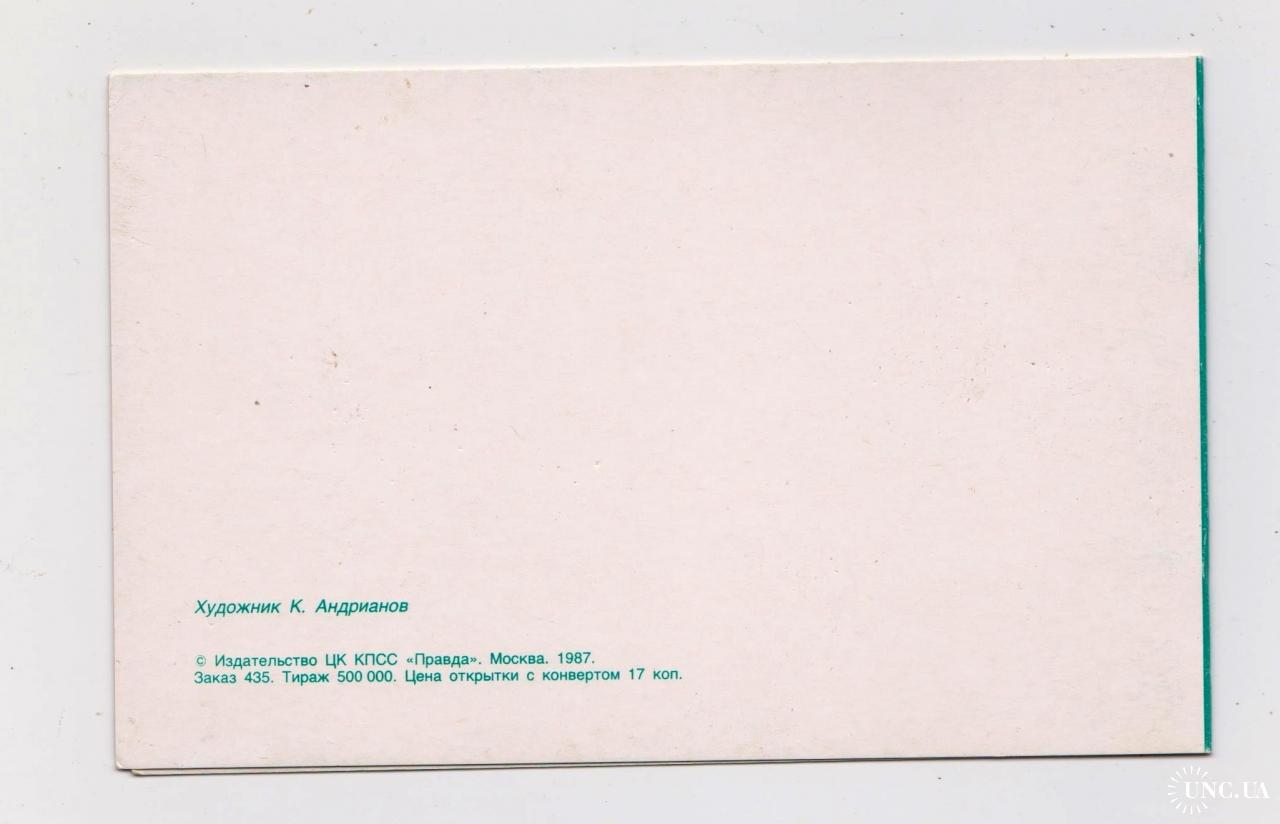 Художник К. Андрианов
© Издательство ЦК КПСС «Правда». Москва. 1987.
Заказ 435. Тираж 500 000. Цена открытки с конвертом 17 коп.
UNC.UA